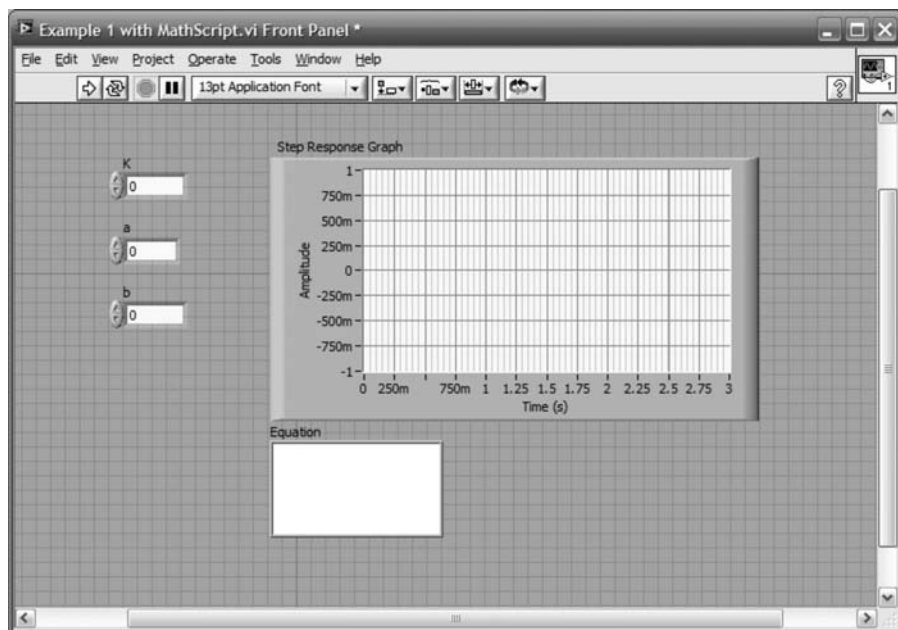 Example 1 with MathScript.vi Front Panel *
File Edit View Project Operate Tools Window Help
13pt Application Font
?
1
K
0
a
0
b
0
Step Response Graph
Amplitude
1
750m
500m
250m
0
-250m
-500m
-750m
-1
0 250m 750m 1 1.25 1.5 1.75 2 2.25 2.5 2.75 3
Time (s)
Equation